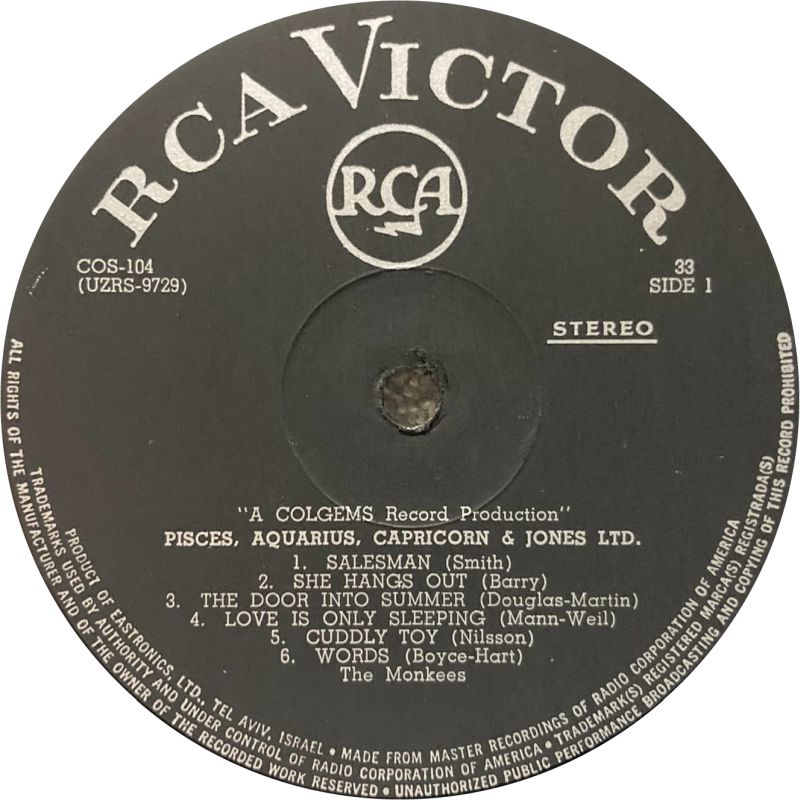 RCA VICTOR
RCA
COS-104
(UZRS-9729)
33
SIDE 1
STEREO
"A COLGEMS Record Production"
PISCES, AQUARIUS, CAPRICORN & JONES LTD.
1. SALESMAN (Smith)
2. SHE HANGS OUT (Barry)
3. THE DOOR INTO SUMMER (Douglas-Martin)
4. LOVE IS ONLY SLEEPING (Mann-Weil)
5. CUDDLY TOY (Nilsson)
6. WORDS (Boyce-Hart)
The Monkees
PRODUCT OF EASTRONICS, LTD., TEL AVIV, ISRAEL • MADE FROM MASTER RECORDINGS OF RADIO CORPORATION OF AMERICA
TRADEMARKS USED BY AUTHORITY AND UNDER CONTROL OF RADIO CORPORATION OF AMERICA • TRADEMARK(S) REGISTERED MARCA(S) REGISTRADA(S)
ALL RIGHTS OF THE MANUFACTURER AND OF THE OWNER OF THE RECORDED WORK RESERVED • UNAUTHORIZED PUBLIC PERFORMANCE BROADCASTING AND COPYING OF THIS RECORD PROHIBITED